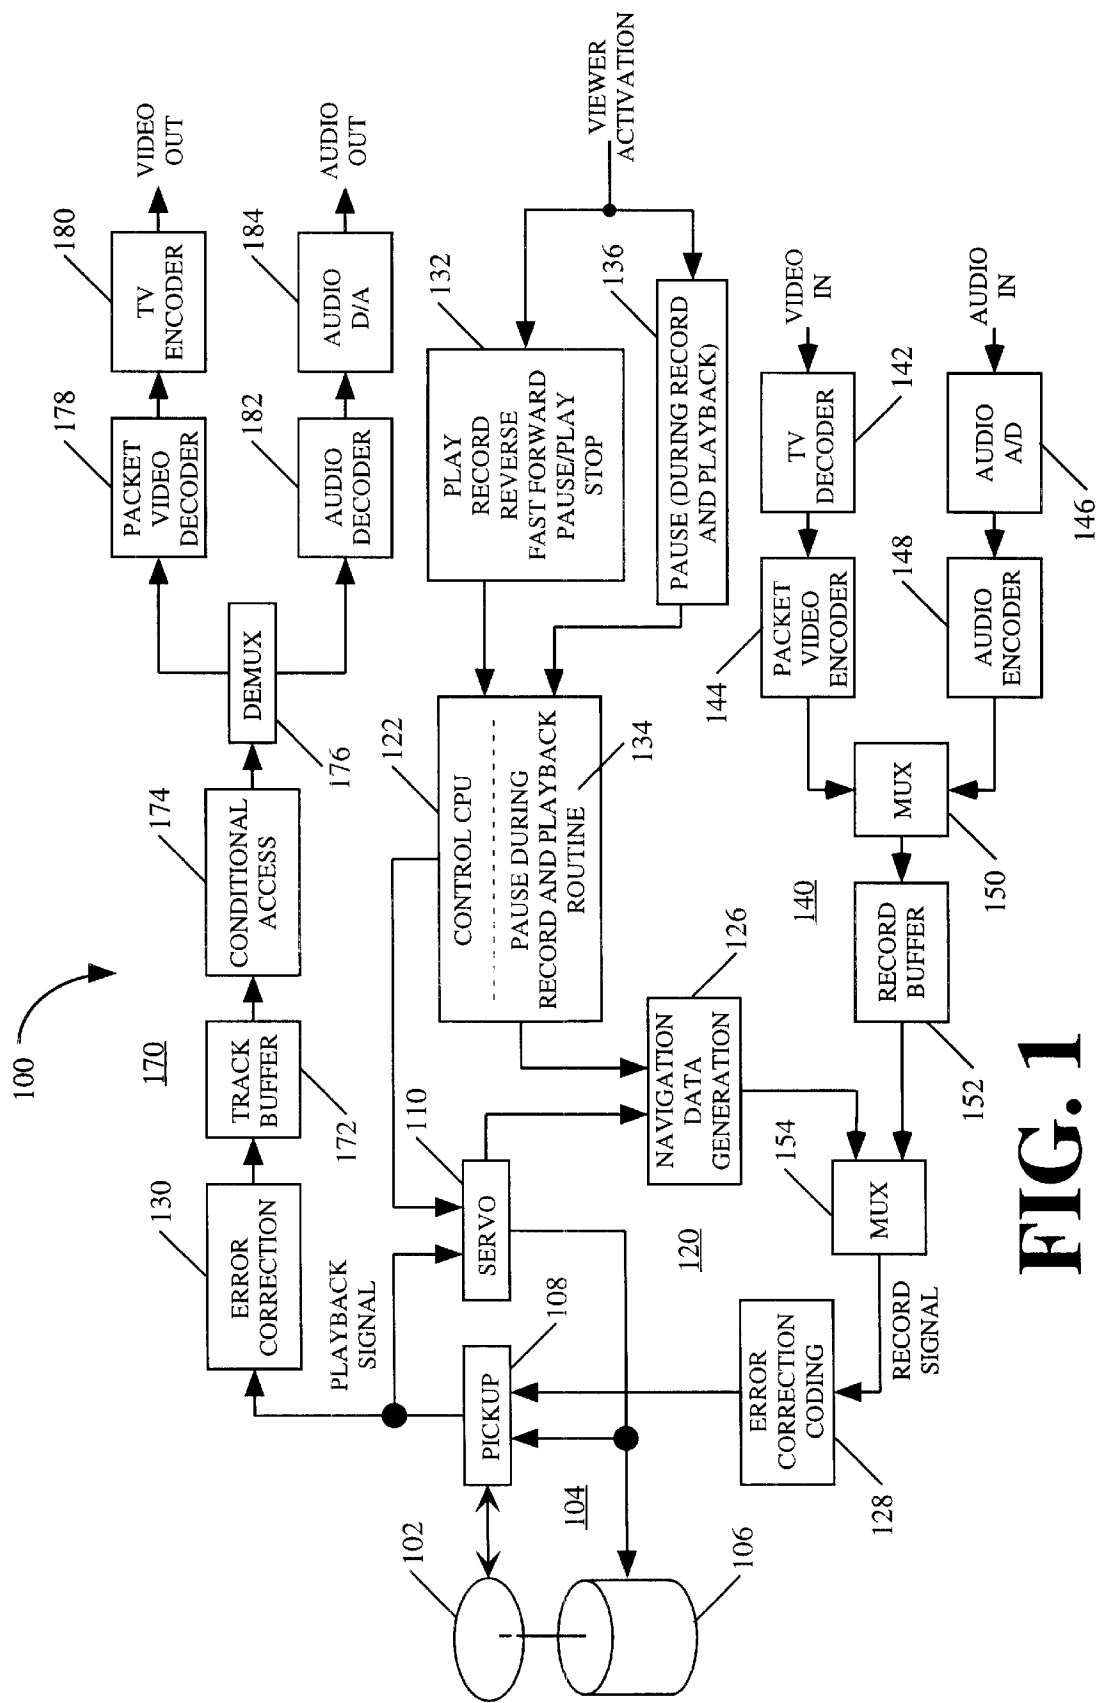 100
170
130
ERROR
CORRECTION
TRACK
BUFFER
172
174
CONDITIONAL
ACCESS
DEMUX
176
178
PACKET
VIDEO
DECODER
180
TV
ENCODER
VIDEO
OUT
182
AUDIO
DECODER
184
AUDIO
D/A
AUDIO
OUT
PLAYBACK
SIGNAL
102
104
106
PICKUP
108
SERVO
110
120
122
CONTROL CPU
PAUSE DURING
RECORD AND PLAYBACK
ROUTINE
134
132
PLAY
RECORD
REVERSE
FAST FORWARD
PAUSE/PLAY
STOP
136
PAUSE (DURING RECORD
AND PLAYBACK)
VIEWER
ACTIVATION
126
NAVIGATION
DATA
GENERATION
128
ERROR
CORRECTION
CODING
RECORD
SIGNAL
154
MUX
152
RECORD
BUFFER
140
150
MUX
144
PACKET
VIDEO
ENCODER
142
TV
DECODER
VIDEO
IN
148
AUDIO
ENCODER
146
AUDIO
A/D
AUDIO
IN
FIG. 1